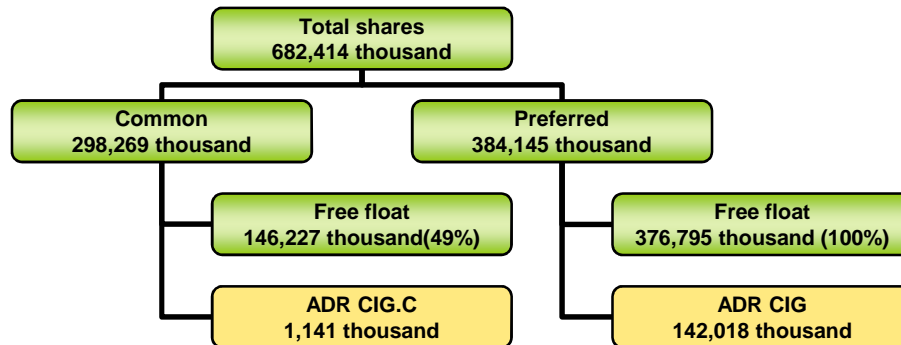 Total shares
682,414 thousand
Common
298,269 thousand
Preferred
384,145 thousand
Free float
146,227 thousand(49%)
Free float
376,795 thousand (100%)
ADR CIG.C
1,141 thousand
ADR CIG
142,018 thousand